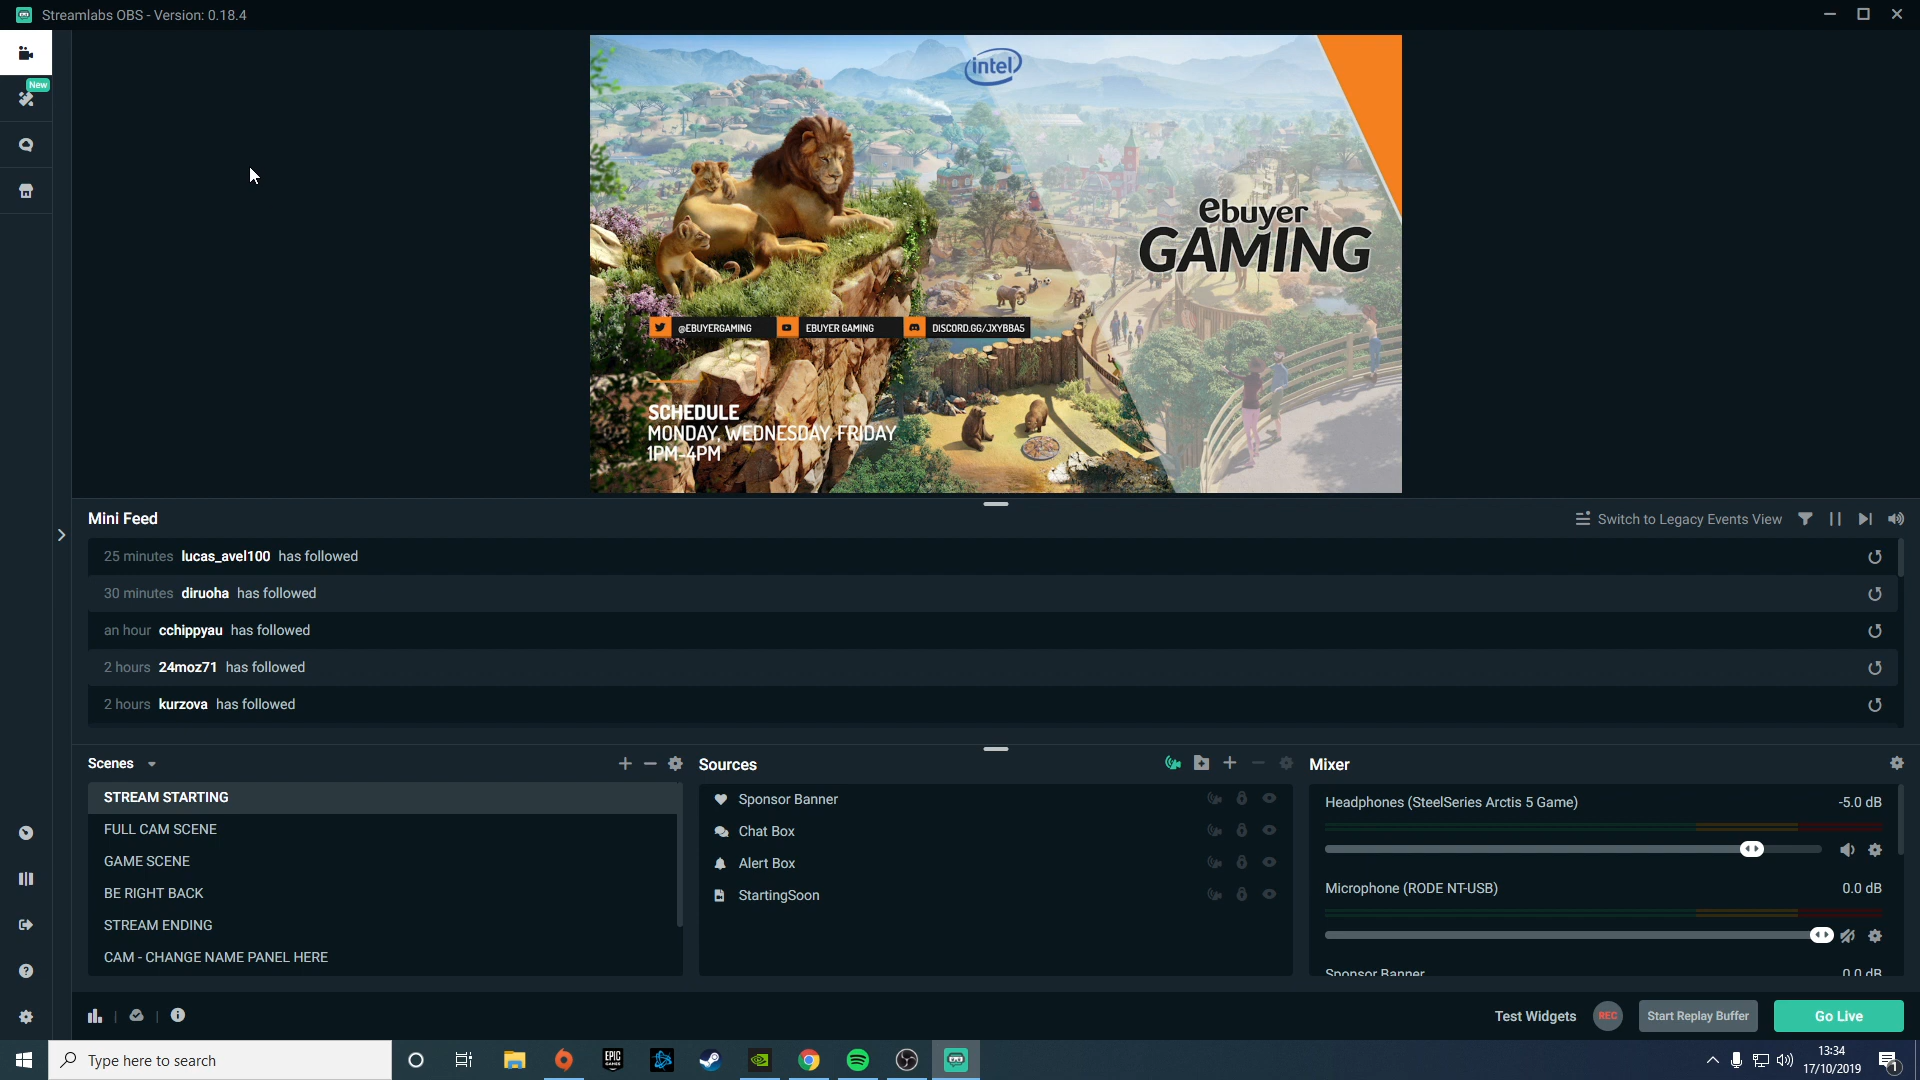 Streamlabs OBS - Version: 0.18.4
New
intel
ebuyer
GAMING
@EBUYERGAMING
EBUYER GAMING
DISCORD.GG/JXYBBA5
SCHEDULE
MONDAY, WEDNESDAY, FRIDAY
1PM-4PM
Mini Feed
Switch to Legacy Events View
25 minutes lucas_avel100 has followed
30 minutes diruoha has followed
an hour cchippyau has followed
2 hours 24moz71 has followed
2 hours kurzova has followed
Scenes
STREAM STARTING
FULL CAM SCENE
GAME SCENE
BE RIGHT BACK
STREAM ENDING
CAM - CHANGE NAME PANEL HERE
Sources
Sponsor Banner
Chat Box
Alert Box
StartingSoon
Mixer
Headphones (SteelSeries Arctis 5 Game) -5.0 dB
Microphone (RODE NT-USB) 0.0 dB
Sponsor Banner 0.0 dB
Test Widgets
REC
Start Replay Buffer
Go Live
Type here to search
EPIC
GAMES
13:34
17/10/2019
1